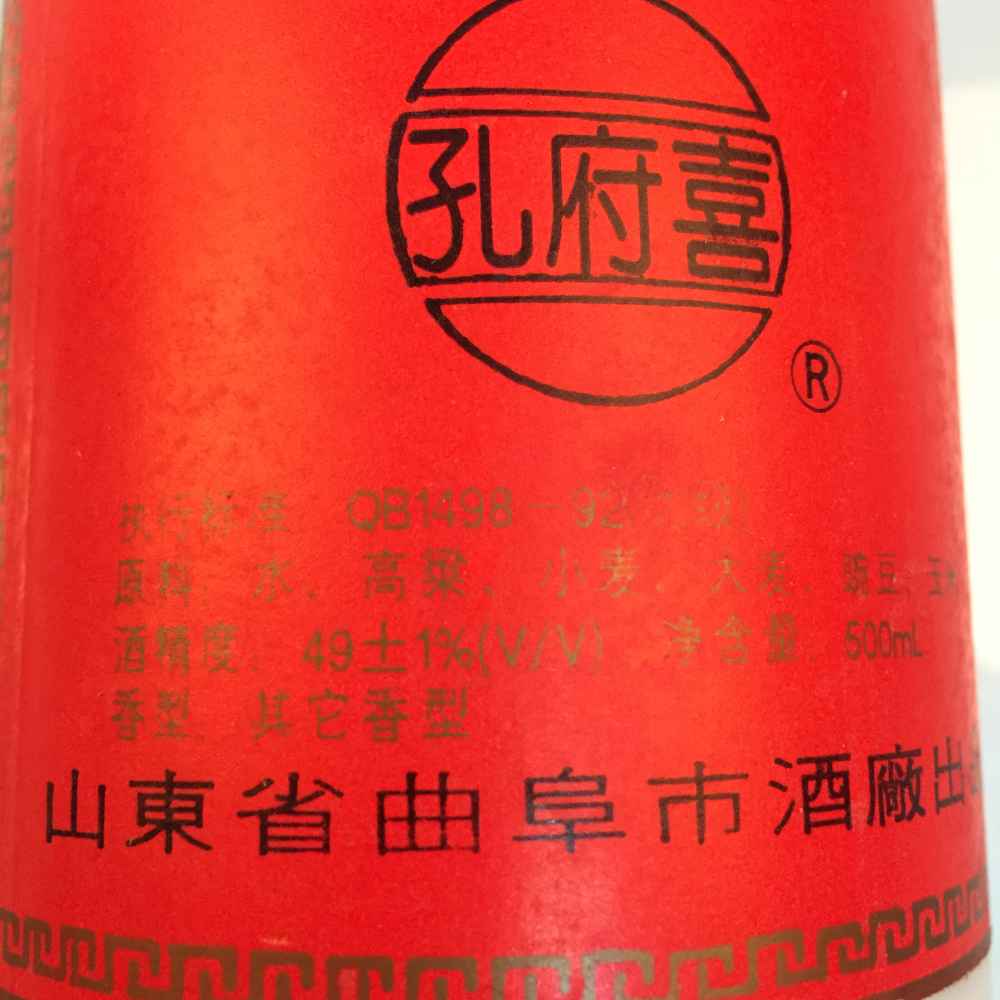 孔府喜
®
执行标准: QB1498-92
原料: 水、高粱、小麦、大麦、豌豆、玉米
酒精度: 49±1%(V/V) 净含量: 500mL
香型: 其它香型
山東省曲阜市酒廠出